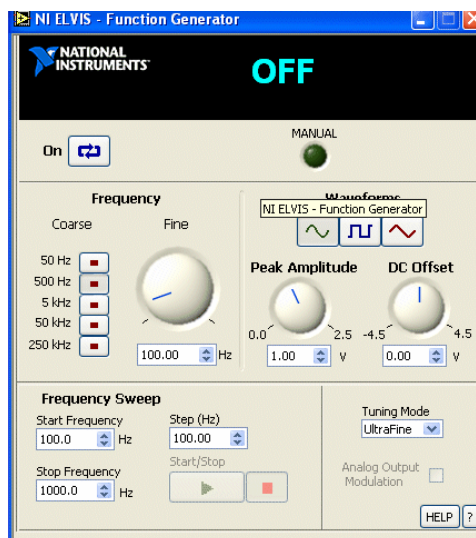 NI ELVIS - Function Generator
NATIONAL
INSTRUMENTS
OFF
On
MANUAL
Frequency
Coarse
Fine
50 Hz
500 Hz
5 kHz
50 kHz
250 kHz
100.00 Hz
Waveforms
NI ELVIS - Function Generator
Peak Amplitude
0.0 2.5
1.00 V
DC Offset
-4.5 4.5
0.00 V
Frequency Sweep
Start Frequency
100.0 Hz
Step (Hz)
100.00
Stop Frequency
1000.0 Hz
Start/Stop
Tuning Mode
UltraFine
Analog Output
Modulation
HELP ?